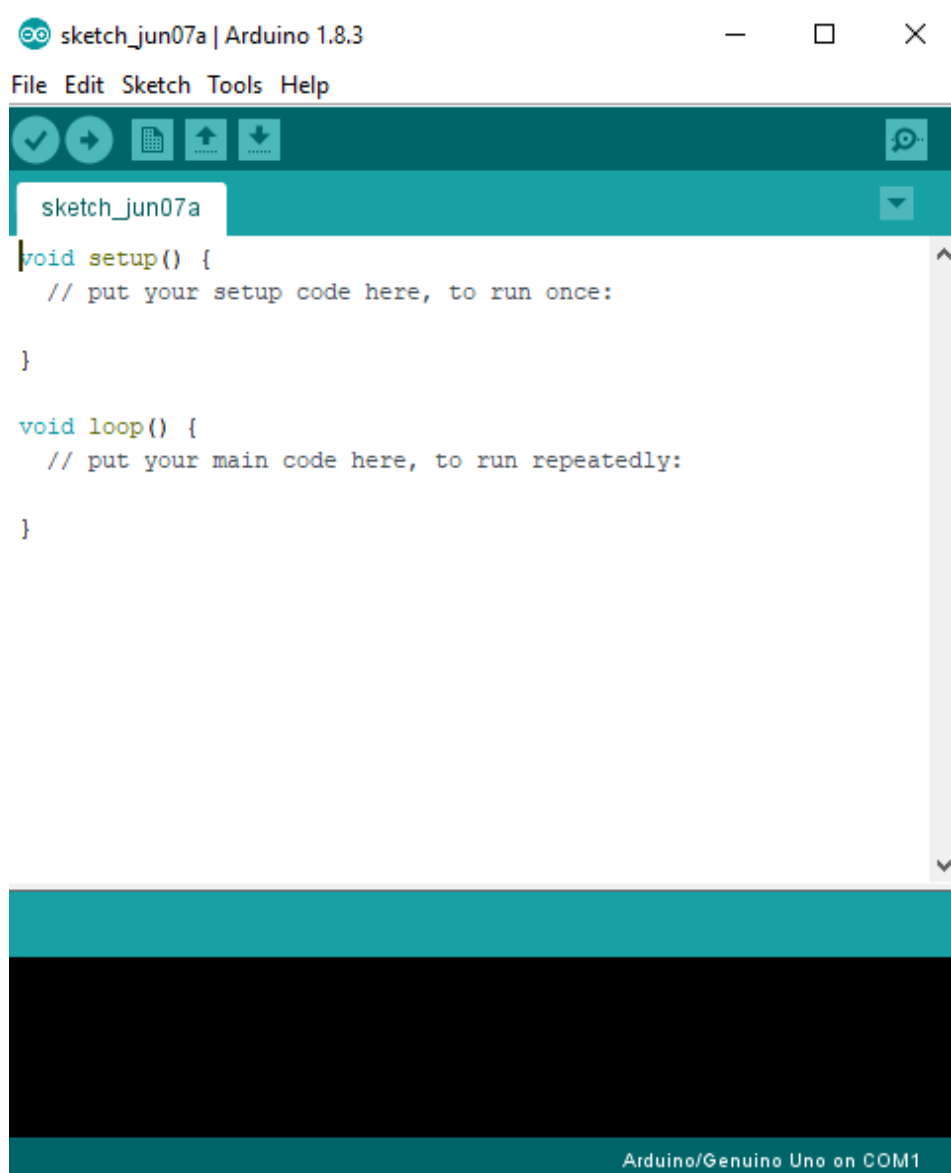 sketch_jun07a | Arduino 1.8.3
File Edit Sketch Tools Help
sketch_jun07a
void setup() {
  // put your setup code here, to run once:
}
void loop() {
  // put your main code here, to run repeatedly:
}
Arduino/Genuino Uno on COM1